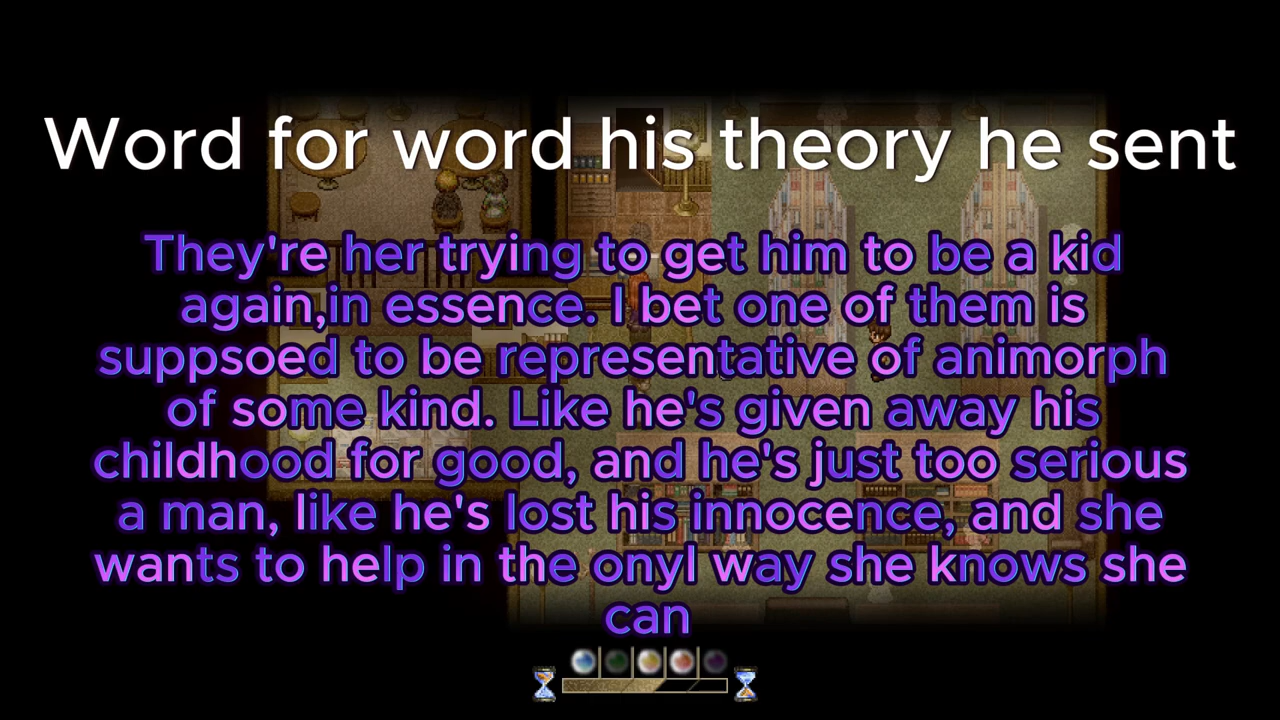 Word for word his theory he sent
They're her trying to get him to be a kid
again,in essence. I bet one of them is
suppsoed to be representative of animorph
of some kind. Like he's given away his
childhood for good, and he's just too serious
a man, like he's lost his innocence, and she
wants to help in the onyl way she knows she
can